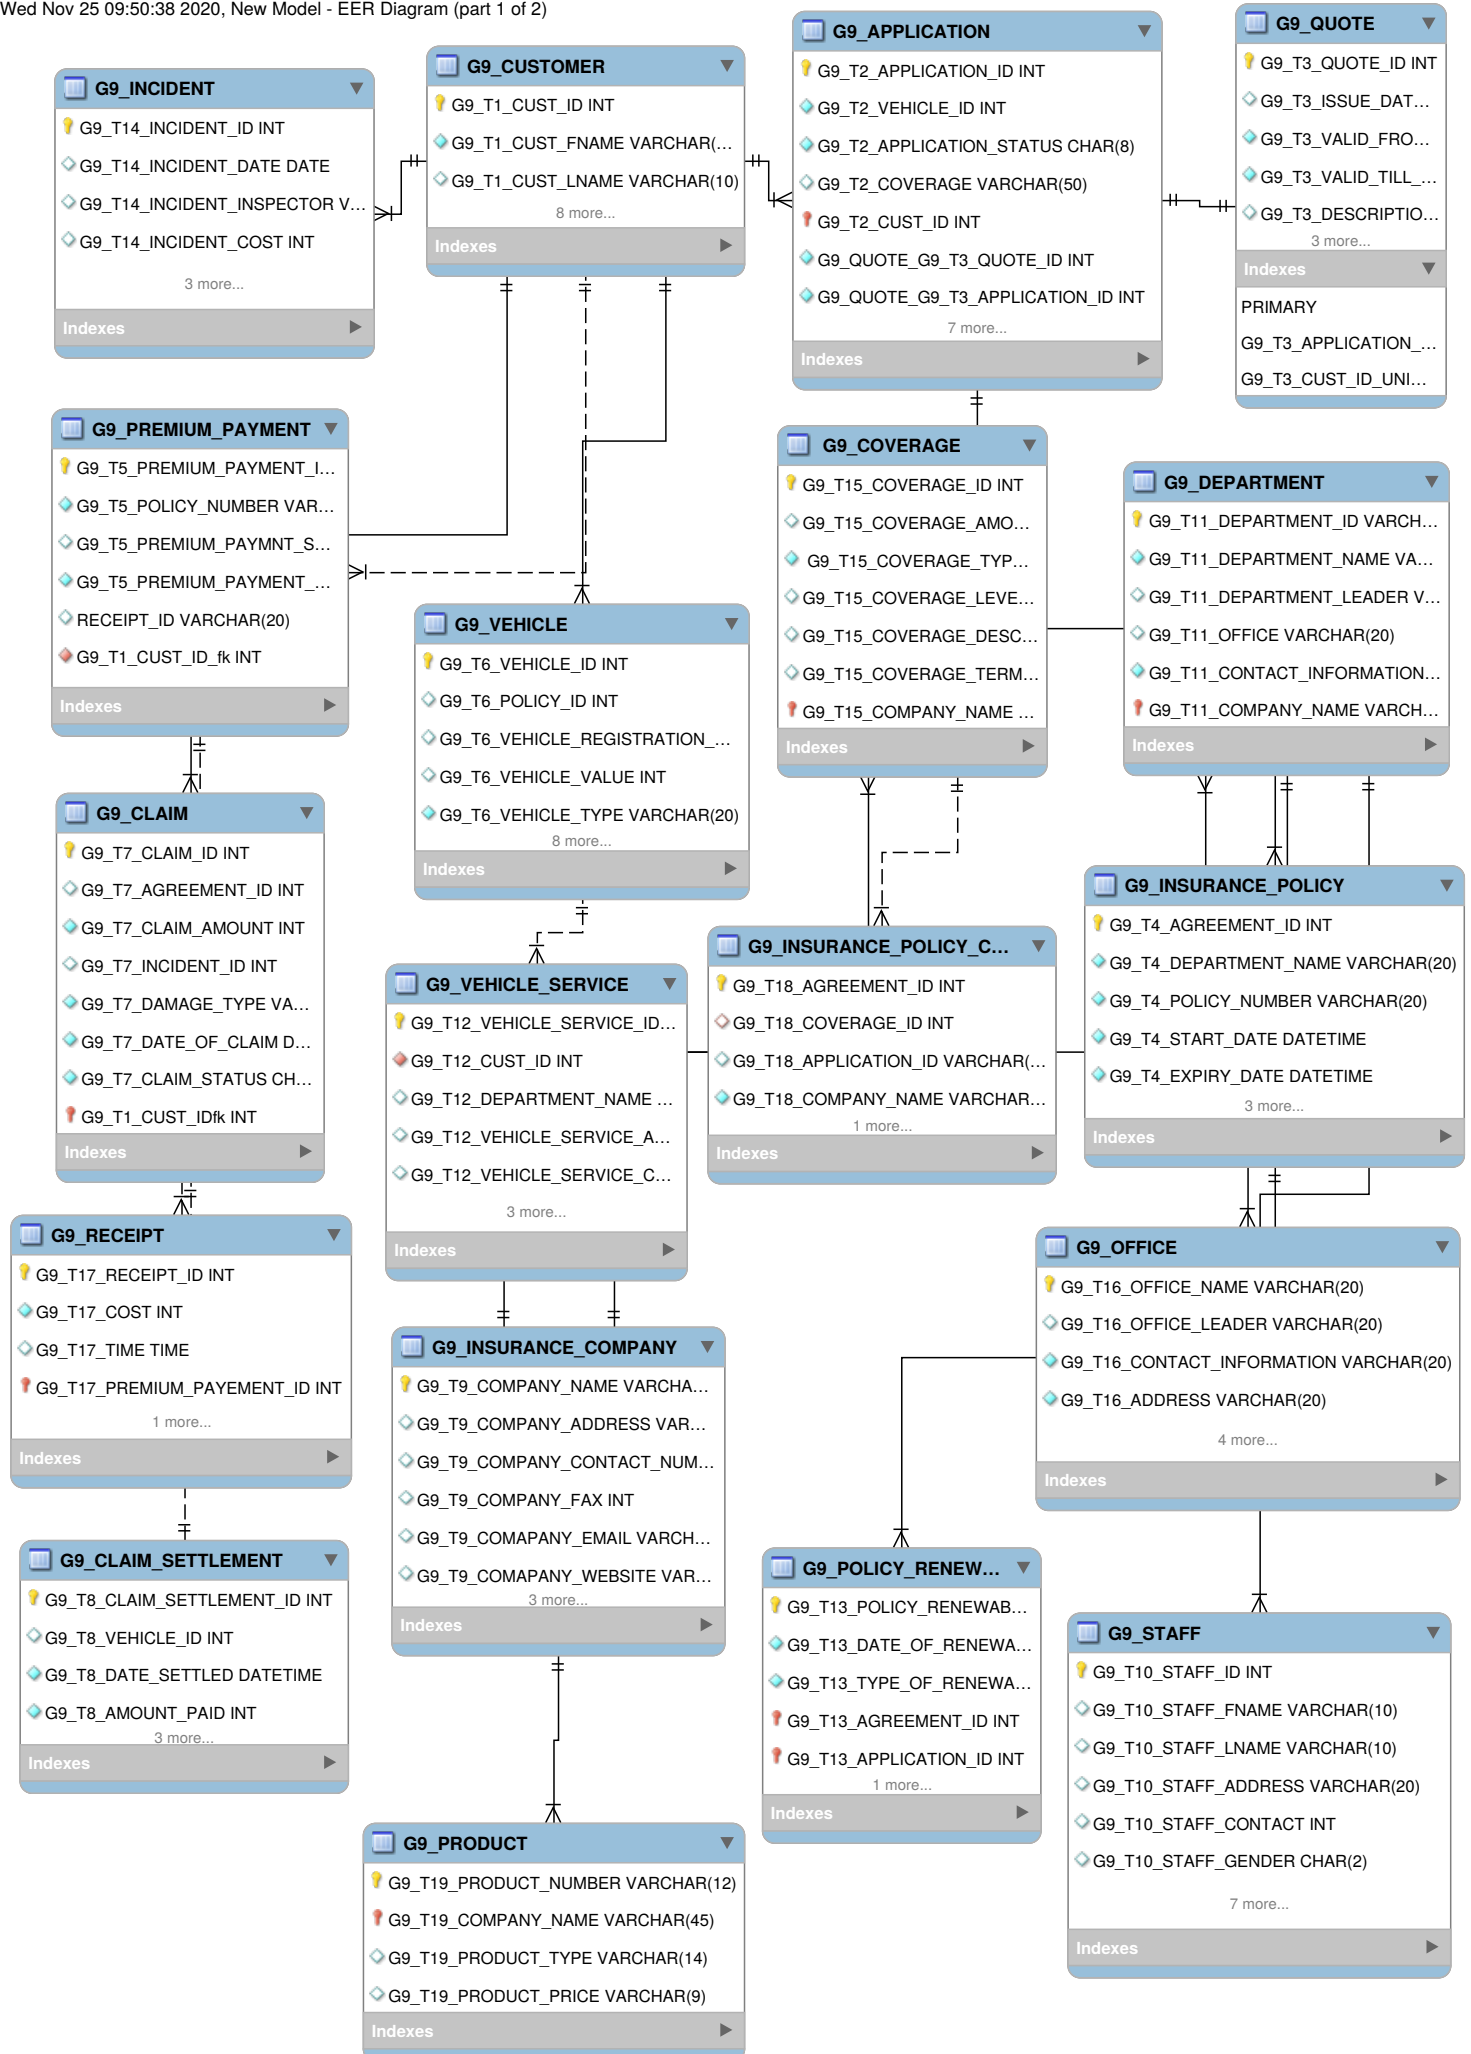 Wed Nov 25 09:50:38 2020, New Model - EER Diagram (part 1 of 2)
G9_INCIDENT
G9_T14_INCIDENT_ID INT
G9_T14_INCIDENT_DATE DATE
G9_T14_INCIDENT_INSPECTOR V...
G9_T14_INCIDENT_COST INT
3 more...
Indexes
G9_CUSTOMER
G9_T1_CUST_ID INT
G9_T1_CUST_FNAME VARCHAR(...
G9_T1_CUST_LNAME VARCHAR(10)
8 more...
Indexes
G9_APPLICATION
G9_T2_APPLICATION_ID INT
G9_T2_VEHICLE_ID INT
G9_T2_APPLICATION_STATUS CHAR(8)
G9_T2_COVERAGE VARCHAR(50)
G9_T2_CUST_ID INT
G9_QUOTE_G9_T3_QUOTE_ID INT
G9_QUOTE_G9_T3_APPLICATION_ID INT
7 more...
Indexes
G9_QUOTE
G9_T3_QUOTE_ID INT
G9_T3_ISSUE_DAT...
G9_T3_VALID_FRO...
G9_T3_VALID_TILL_...
G9_T3_DESCRIPTIO...
3 more...
Indexes
PRIMARY
G9_T3_APPLICATION_...
G9_T3_CUST_ID_UNI...
G9_PREMIUM_PAYMENT
G9_T5_PREMIUM_PAYMENT_I...
G9_T5_POLICY_NUMBER VAR...
G9_T5_PREMIUM_PAYMNT_S...
G9_T5_PREMIUM_PAYMENT_...
RECEIPT_ID VARCHAR(20)
G9_T1_CUST_ID_fk INT
Indexes
G9_COVERAGE
G9_T15_COVERAGE_ID INT
G9_T15_COVERAGE_AMO...
G9_T15_COVERAGE_TYP...
G9_T15_COVERAGE_LEVE...
G9_T15_COVERAGE_DESC...
G9_T15_COVERAGE_TERM...
G9_T15_COMPANY_NAME ...
Indexes
G9_DEPARTMENT
G9_T11_DEPARTMENT_ID VARCH...
G9_T11_DEPARTMENT_NAME VA...
G9_T11_DEPARTMENT_LEADER V...
G9_T11_OFFICE VARCHAR(20)
G9_T11_CONTACT_INFORMATION...
G9_T11_COMPANY_NAME VARCH...
Indexes
G9_VEHICLE
G9_T6_VEHICLE_ID INT
G9_T6_POLICY_ID INT
G9_T6_VEHICLE_REGISTRATION_...
G9_T6_VEHICLE_VALUE INT
G9_T6_VEHICLE_TYPE VARCHAR(20)
8 more...
Indexes
G9_CLAIM
G9_T7_CLAIM_ID INT
G9_T7_AGREEMENT_ID INT
G9_T7_CLAIM_AMOUNT INT
G9_T7_INCIDENT_ID INT
G9_T7_DAMAGE_TYPE VA...
G9_T7_DATE_OF_CLAIM D...
G9_T7_CLAIM_STATUS CH...
G9_T1_CUST_IDfk INT
Indexes
G9_INSURANCE_POLICY
G9_T4_AGREEMENT_ID INT
G9_T4_DEPARTMENT_NAME VARCHAR(20)
G9_T4_POLICY_NUMBER VARCHAR(20)
G9_T4_START_DATE DATETIME
G9_T4_EXPIRY_DATE DATETIME
3 more...
Indexes
G9_INSURANCE_POLICY_C...
G9_T18_AGREEMENT_ID INT
G9_T18_COVERAGE_ID INT
G9_T18_APPLICATION_ID VARCHAR(...
G9_T18_COMPANY_NAME VARCHAR...
1 more...
Indexes
G9_VEHICLE_SERVICE
G9_T12_VEHICLE_SERVICE_ID...
G9_T12_CUST_ID INT
G9_T12_DEPARTMENT_NAME ...
G9_T12_VEHICLE_SERVICE_A...
G9_T12_VEHICLE_SERVICE_C...
3 more...
Indexes
G9_RECEIPT
G9_T17_RECEIPT_ID INT
G9_T17_COST INT
G9_T17_TIME TIME
G9_T17_PREMIUM_PAYEMENT_ID INT
1 more...
Indexes
G9_OFFICE
G9_T16_OFFICE_NAME VARCHAR(20)
G9_T16_OFFICE_LEADER VARCHAR(20)
G9_T16_CONTACT_INFORMATION VARCHAR(20)
G9_T16_ADDRESS VARCHAR(20)
4 more...
Indexes
G9_INSURANCE_COMPANY
G9_T9_COMPANY_NAME VARCHA...
G9_T9_COMPANY_ADDRESS VAR...
G9_T9_COMPANY_CONTACT_NUM...
G9_T9_COMPANY_FAX INT
G9_T9_COMAPANY_EMAIL VARCH...
G9_T9_COMAPANY_WEBSITE VAR...
3 more...
Indexes
G9_CLAIM_SETTLEMENT
G9_T8_CLAIM_SETTLEMENT_ID INT
G9_T8_VEHICLE_ID INT
G9_T8_DATE_SETTLED DATETIME
G9_T8_AMOUNT_PAID INT
3 more...
Indexes
G9_POLICY_RENEW...
G9_T13_POLICY_RENEWAB...
G9_T13_DATE_OF_RENEWA...
G9_T13_TYPE_OF_RENEWA...
G9_T13_AGREEMENT_ID INT
G9_T13_APPLICATION_ID INT
1 more...
Indexes
G9_STAFF
G9_T10_STAFF_ID INT
G9_T10_STAFF_FNAME VARCHAR(10)
G9_T10_STAFF_LNAME VARCHAR(10)
G9_T10_STAFF_ADDRESS VARCHAR(20)
G9_T10_STAFF_CONTACT INT
G9_T10_STAFF_GENDER CHAR(2)
7 more...
Indexes
G9_PRODUCT
G9_T19_PRODUCT_NUMBER VARCHAR(12)
G9_T19_COMPANY_NAME VARCHAR(45)
G9_T19_PRODUCT_TYPE VARCHAR(14)
G9_T19_PRODUCT_PRICE VARCHAR(9)
Indexes